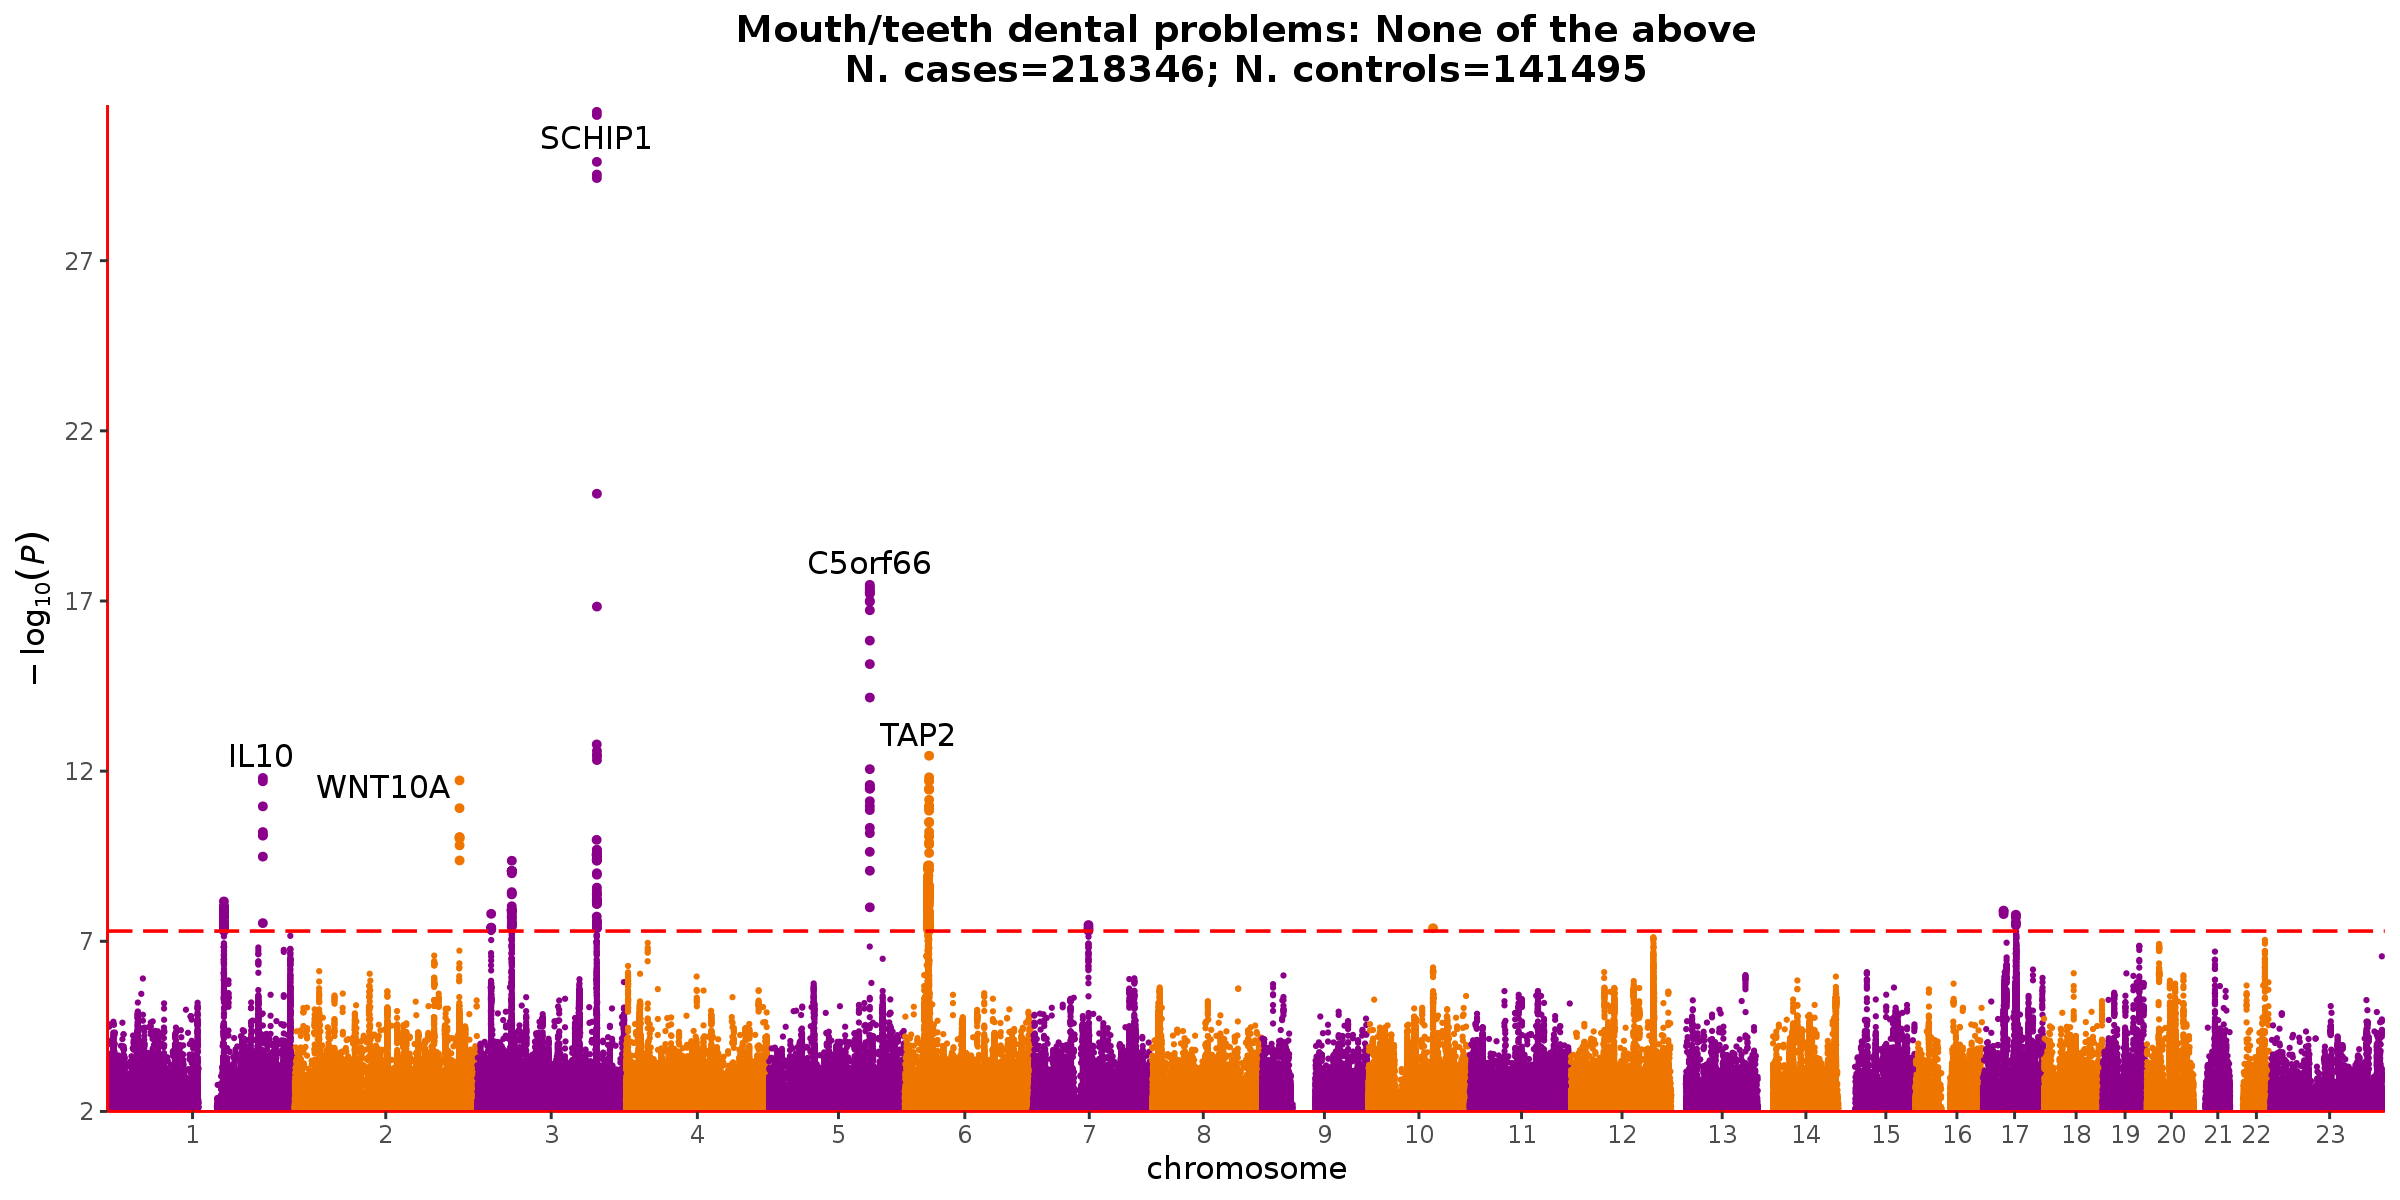 Mouth/teeth dental problems: None of the above
N. cases=218346; N. controls=141495
SCHIP1
C5orf66
TAP2
IL10
WNT10A
27
22
17
12
7
2
−log₁₀(P)
1 2 3 4 5 6 7 8 9 10 11 12 13 14 15 16 17 18 19 20 21 22 23
chromosome